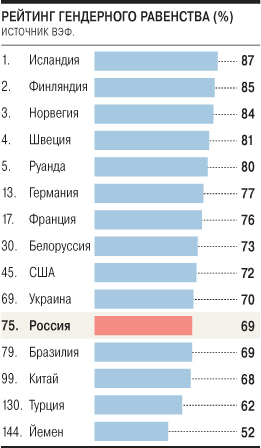 РЕЙТИНГ ГЕНДЕРНОГО РАВЕНСТВА (%)
ИСТОЧНИК ВЭФ.
1. Исландия 87
2. Финляндия 85
3. Норвегия 84
4. Швеция 81
5. Руанда 80
13. Германия 77
17. Франция 76
30. Белоруссия 73
45. США 72
69. Украина 70
75. Россия 69
79. Бразилия 69
99. Китай 68
130. Турция 62
144. Йемен 52